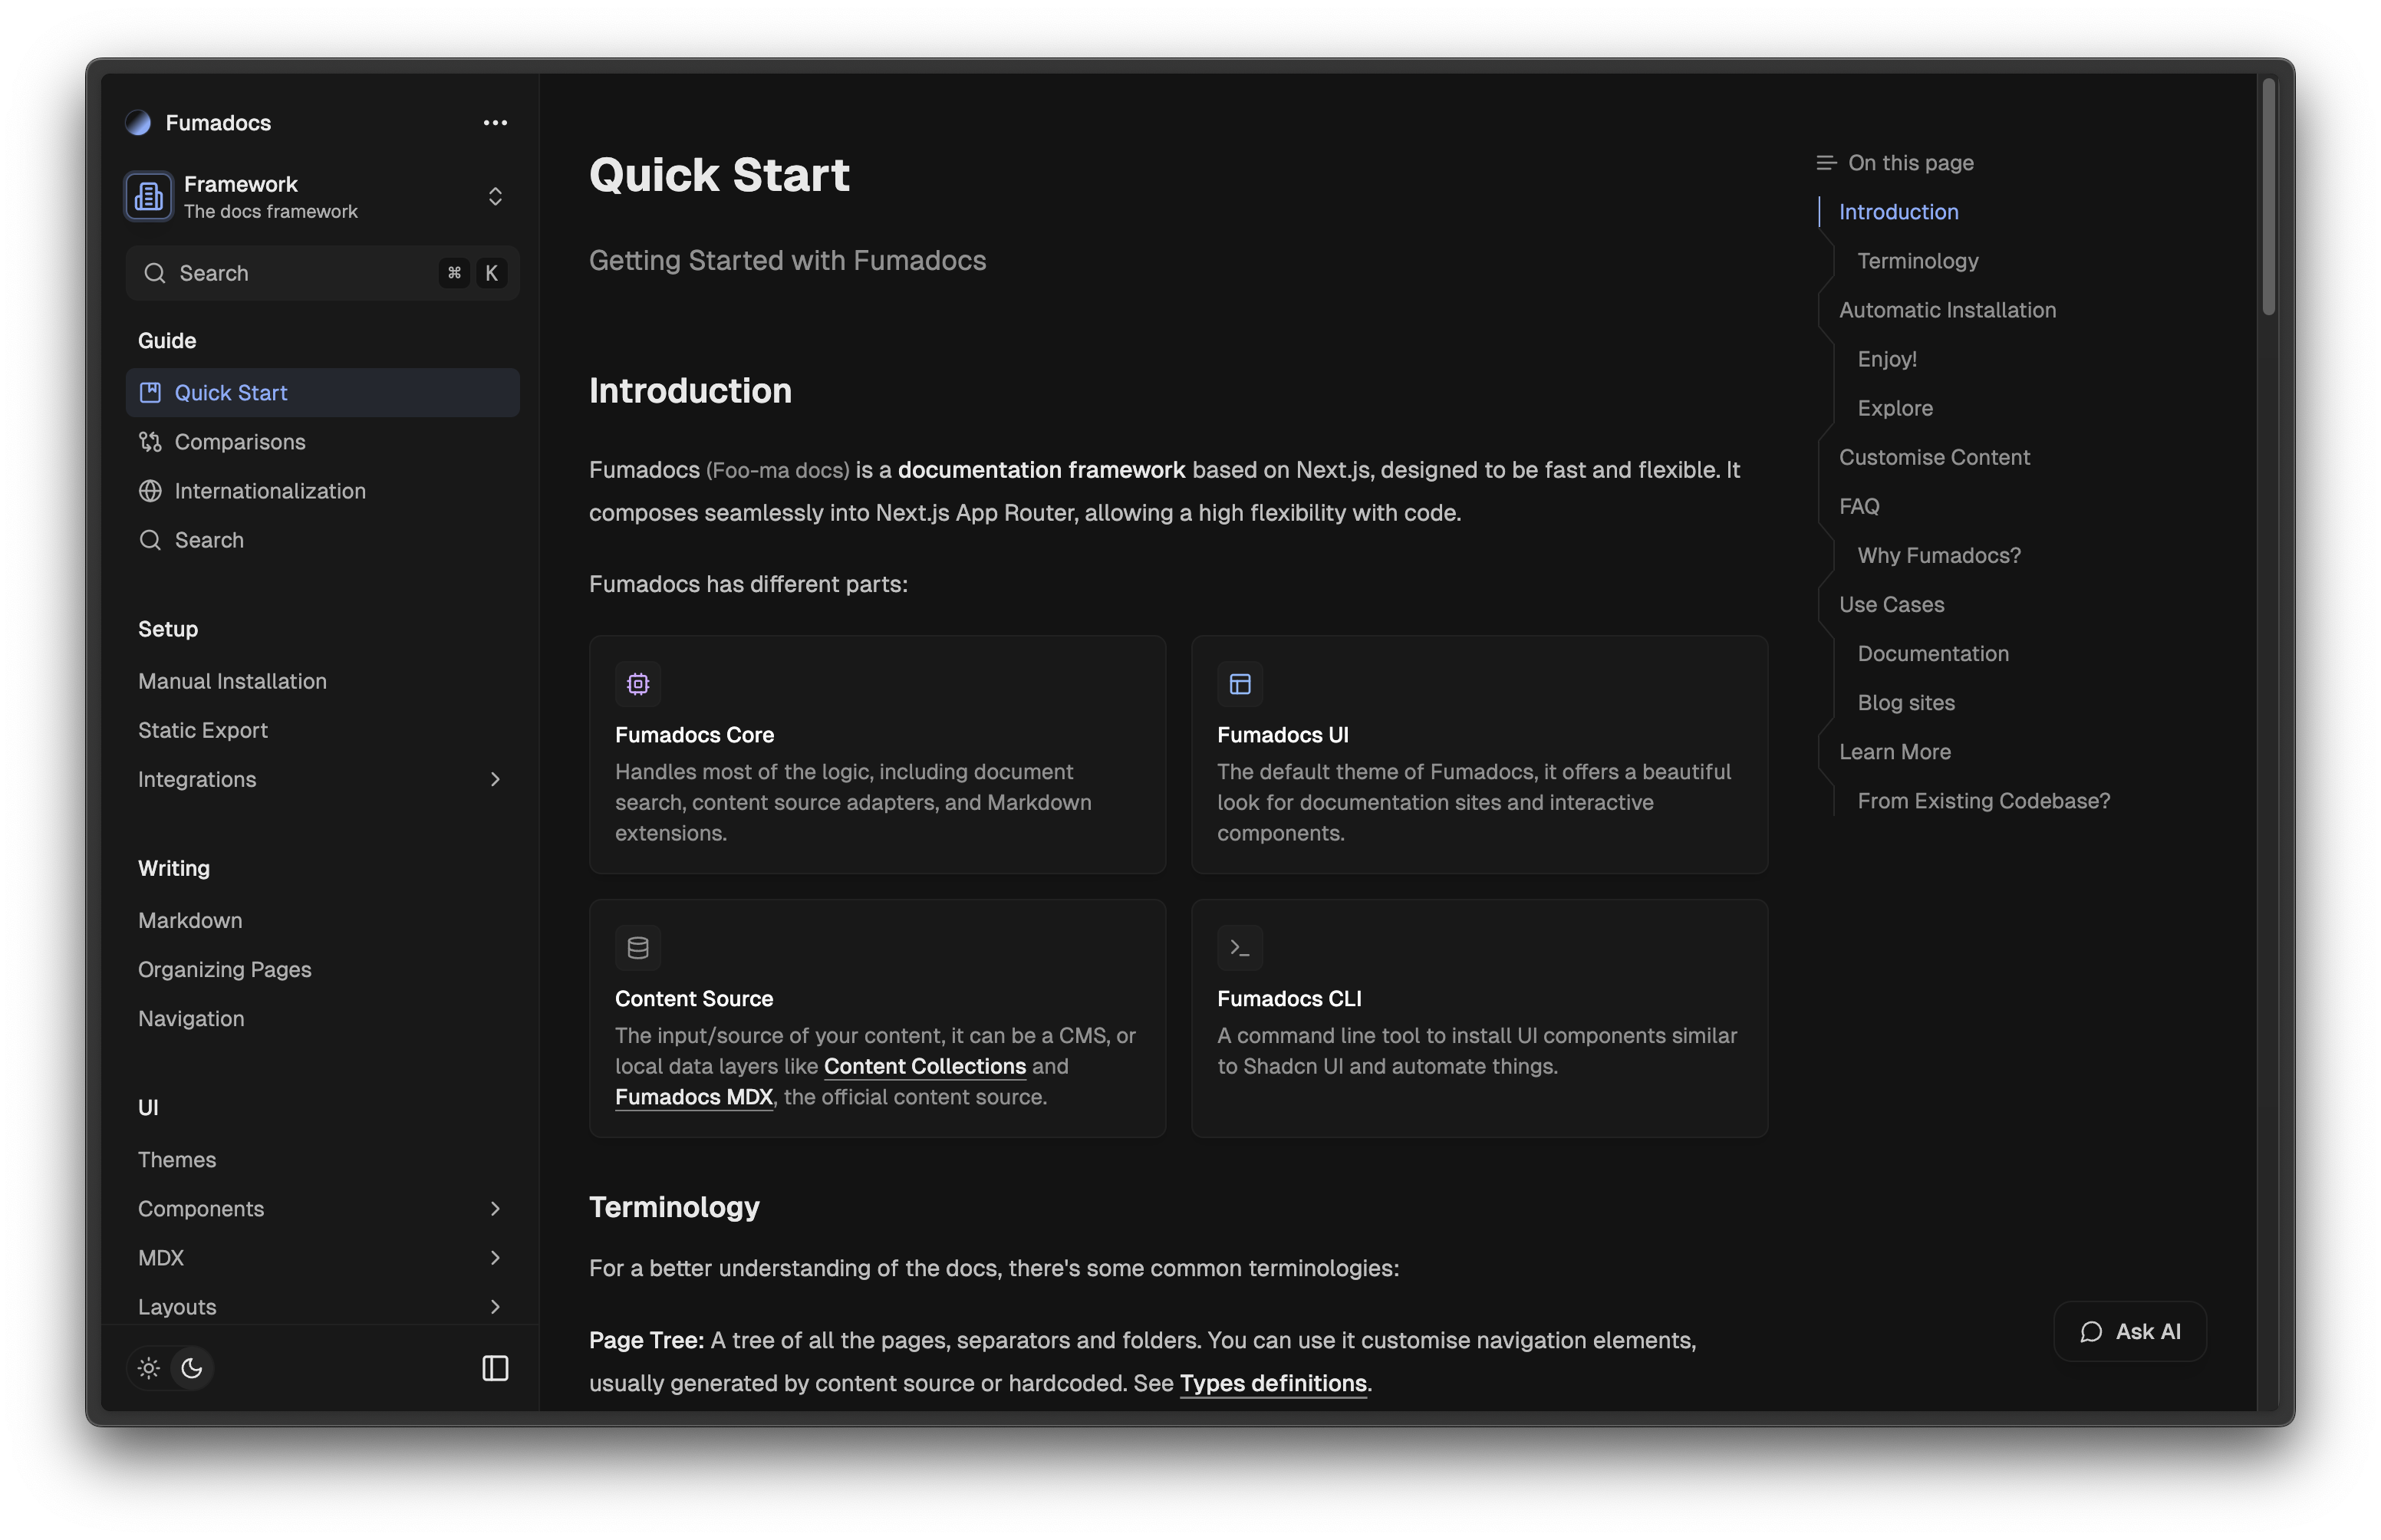 Fumadocs
Framework
The docs framework
Search ⌘ K
Guide
Quick Start
Comparisons
Internationalization
Search
Setup
Manual Installation
Static Export
Integrations
Writing
Markdown
Organizing Pages
Navigation
UI
Themes
Components
MDX
Layouts
Quick Start
Getting Started with Fumadocs
Introduction
Fumadocs (Foo-ma docs) is a documentation framework based on Next.js, designed to be fast and flexible. It
composes seamlessly into Next.js App Router, allowing a high flexibility with code.
Fumadocs has different parts:
Fumadocs Core
Handles most of the logic, including document
search, content source adapters, and Markdown
extensions.
Fumadocs UI
The default theme of Fumadocs, it offers a beautiful
look for documentation sites and interactive
components.
Content Source
The input/source of your content, it can be a CMS, or
local data layers like Content Collections and
Fumadocs MDX, the official content source.
Fumadocs CLI
A command line tool to install UI components similar
to Shadcn UI and automate things.
Terminology
For a better understanding of the docs, there's some common terminologies:
Page Tree: A tree of all the pages, separators and folders. You can use it customise navigation elements,
usually generated by content source or hardcoded. See Types definitions.
On this page
Introduction
Terminology
Automatic Installation
Enjoy!
Explore
Customise Content
FAQ
Why Fumadocs?
Use Cases
Documentation
Blog sites
Learn More
From Existing Codebase?
Ask AI